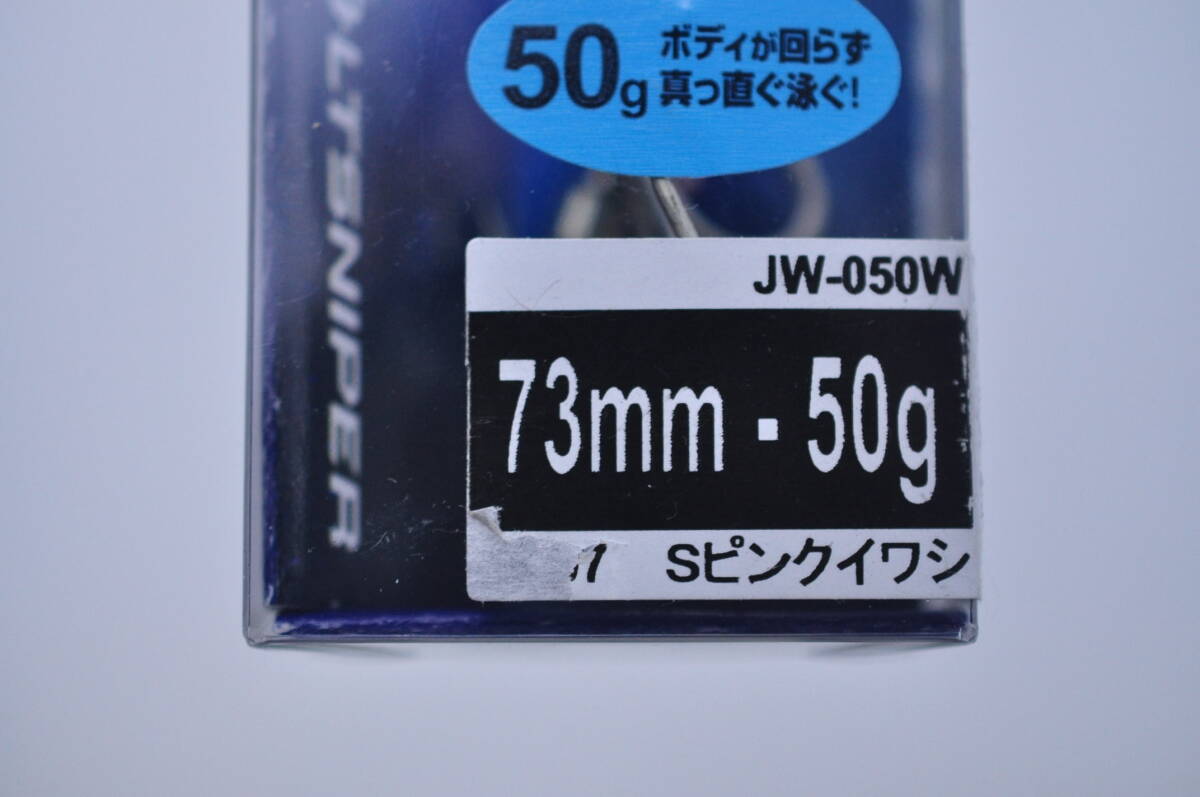 50g
ボディが回らず
真っ直ぐ泳ぐ!
LTSNIPER
JW-050W
73mm・50g
Sピンクイワシ